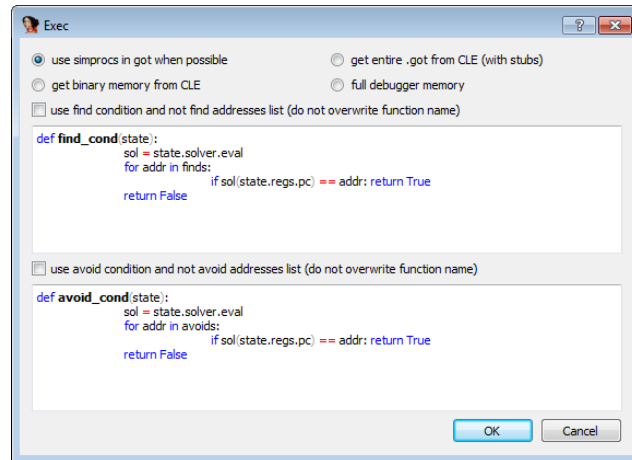 Exec
use simprocs in got when possible
get entire .got from CLE (with stubs)
get binary memory from CLE
full debugger memory
use find condition and not find addresses list (do not overwrite function name)
def find_cond(state):
sol = state.solver.eval
for addr in finds:
if sol(state.regs.pc) == addr: return True
return False
use avoid condition and not avoid addresses list (do not overwrite function name)
def avoid_cond(state):
sol = state.solver.eval
for addr in avoids:
if sol(state.regs.pc) == addr: return True
return False
OK
Cancel